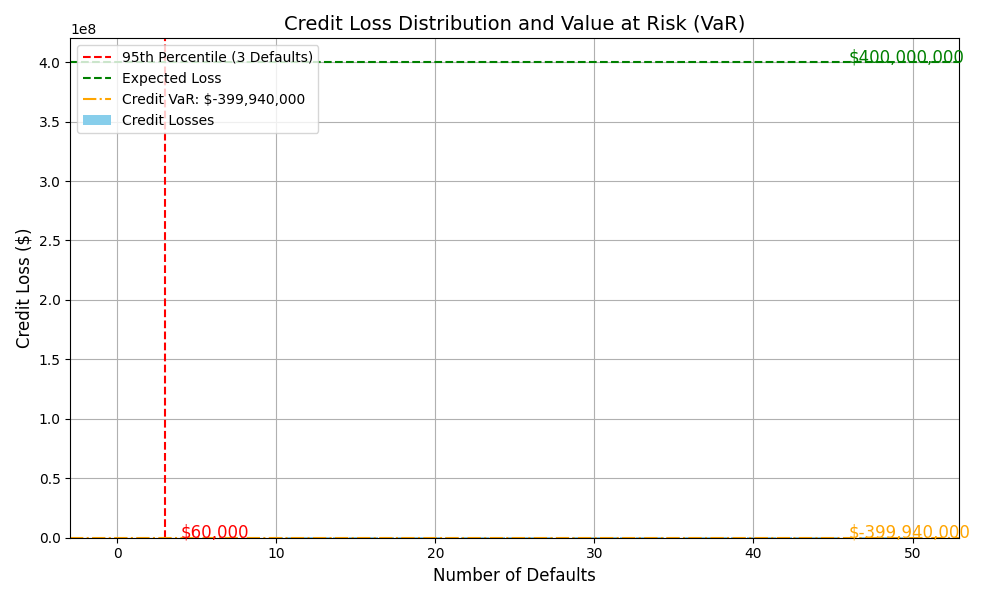 Credit Loss Distribution and Value at Risk (VaR)
1e8
95th Percentile (3 Defaults)
Expected Loss
Credit VaR: $-399,940,000
Credit Losses
$400,000,000
4.0
3.5
3.0
2.5
2.0
1.5
1.0
0.5
0.0
Credit Loss ($)
$60,000
$-399,940,000
0
10
20
30
40
50
Number of Defaults